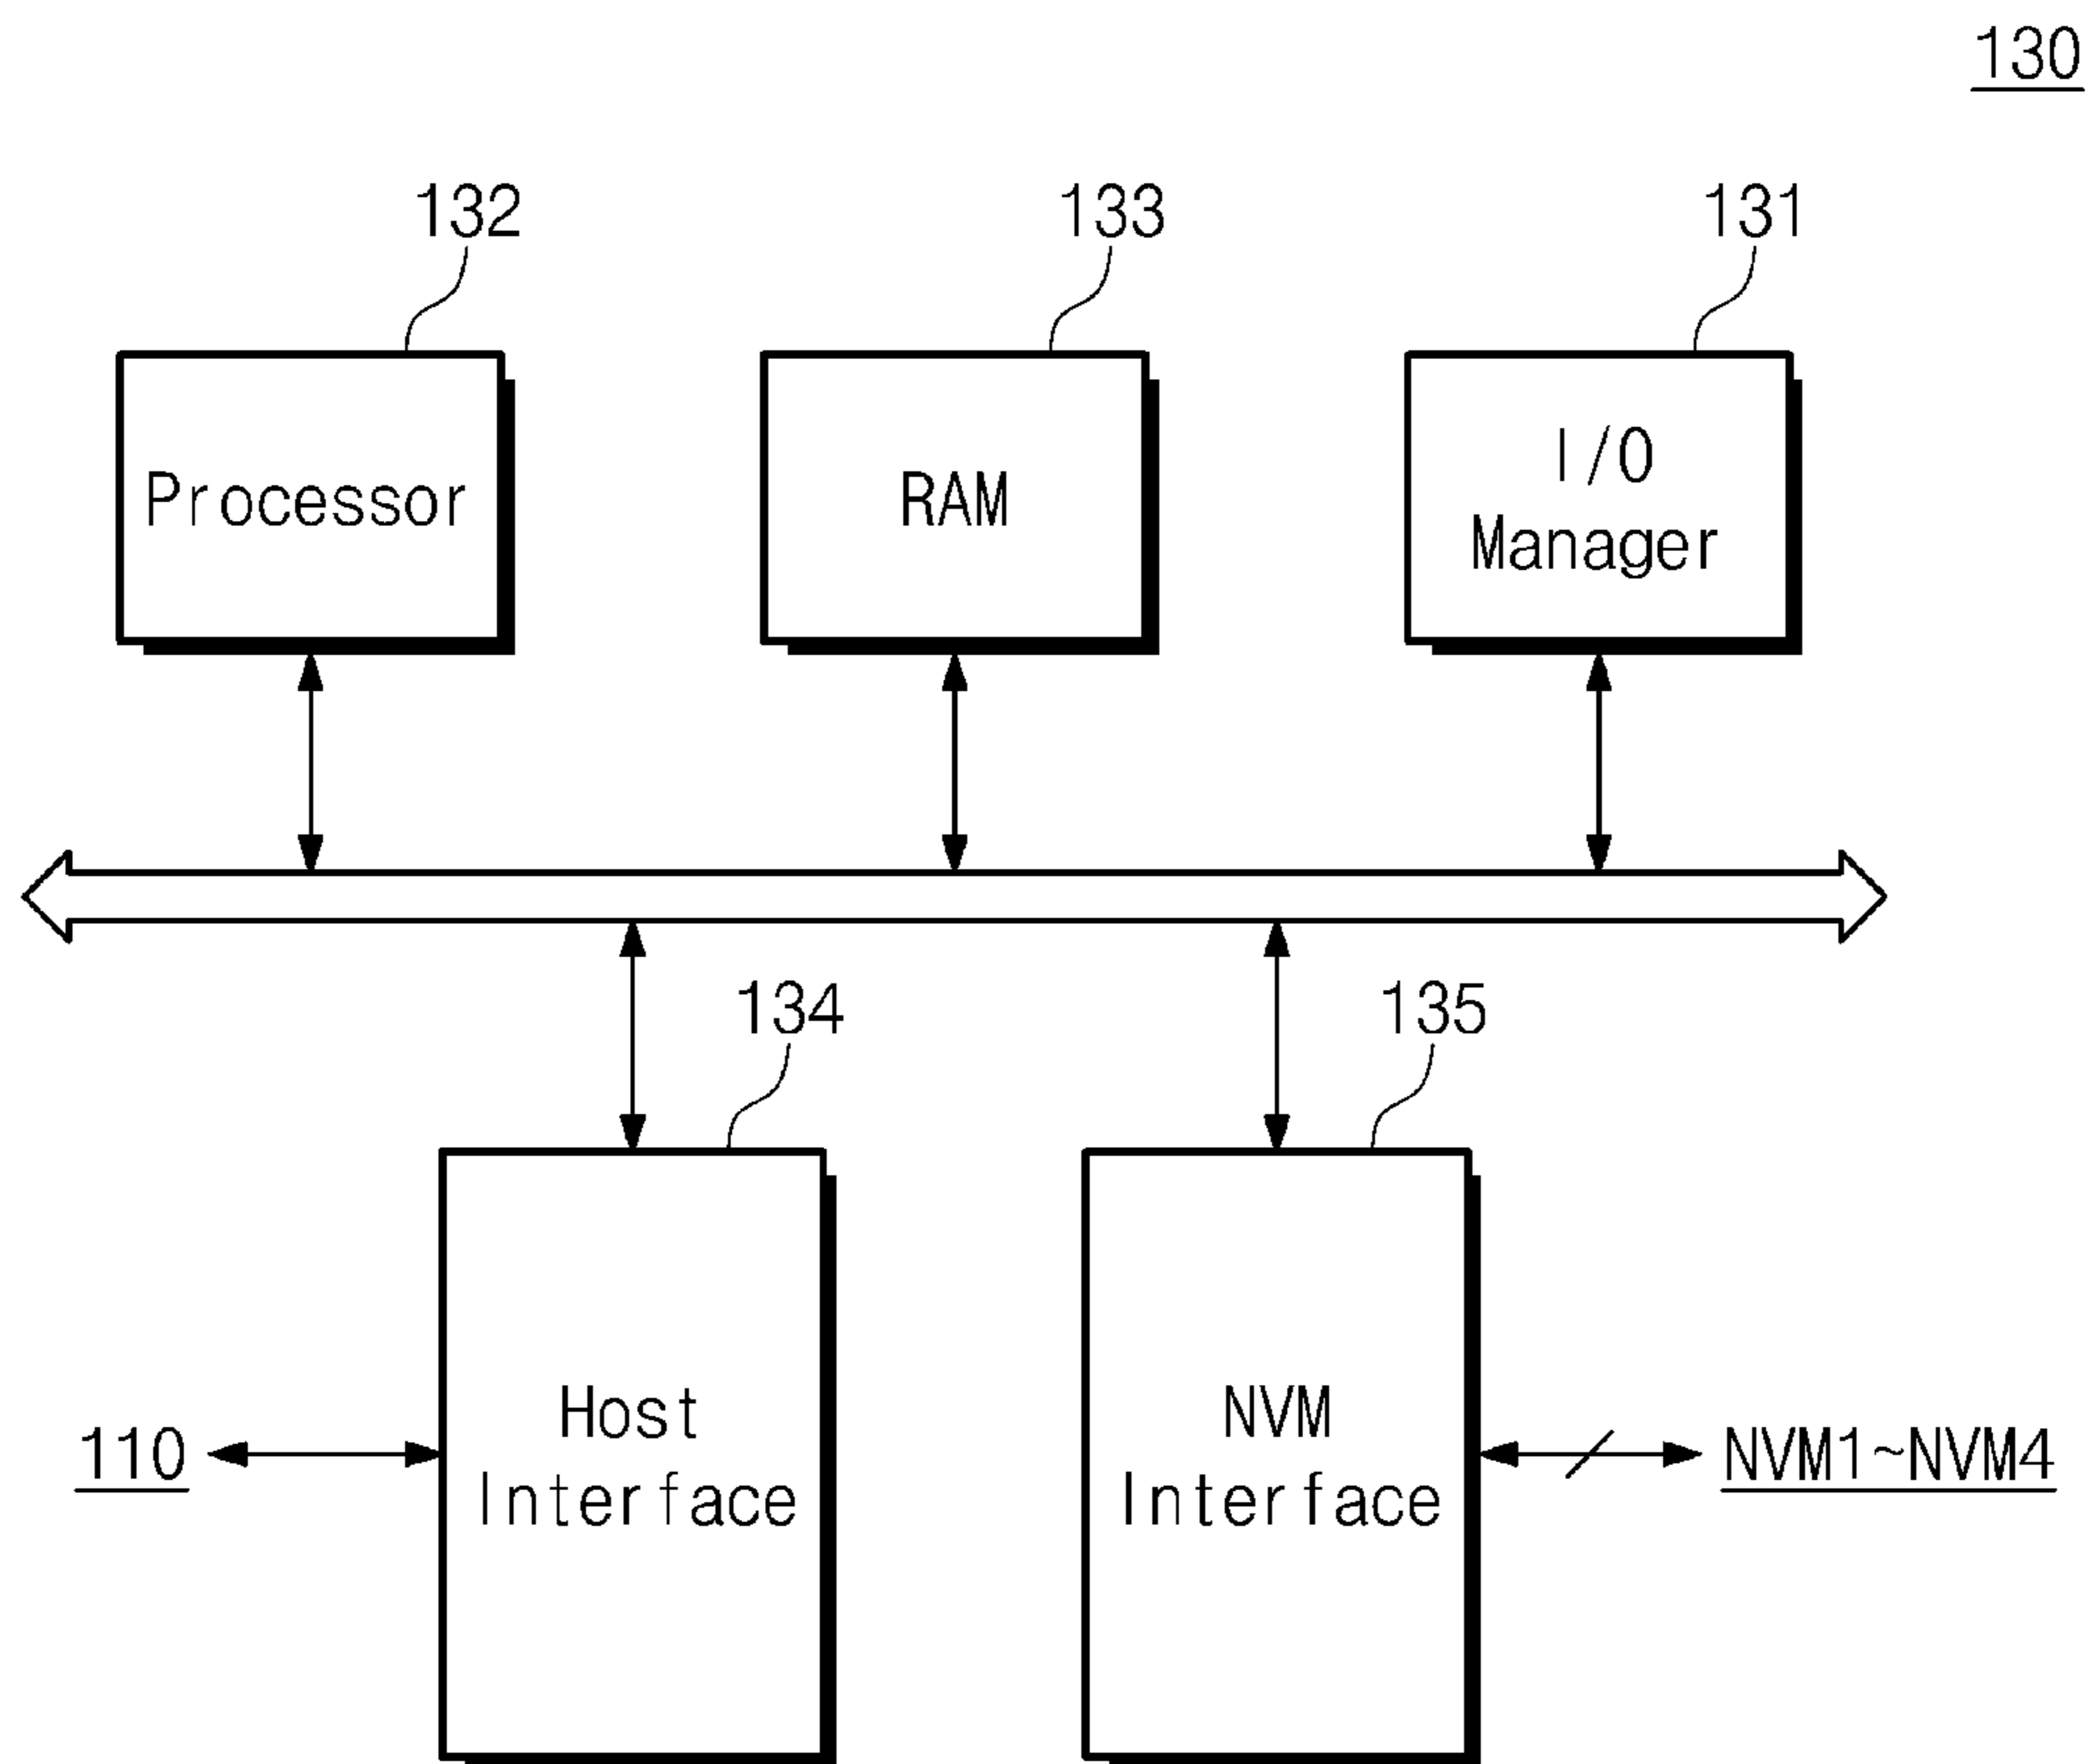 130
132
133
131
Processor
RAM
I/O
Manager
134
135
Host
Interface
NVM
Interface
110
NVM1~NVM4